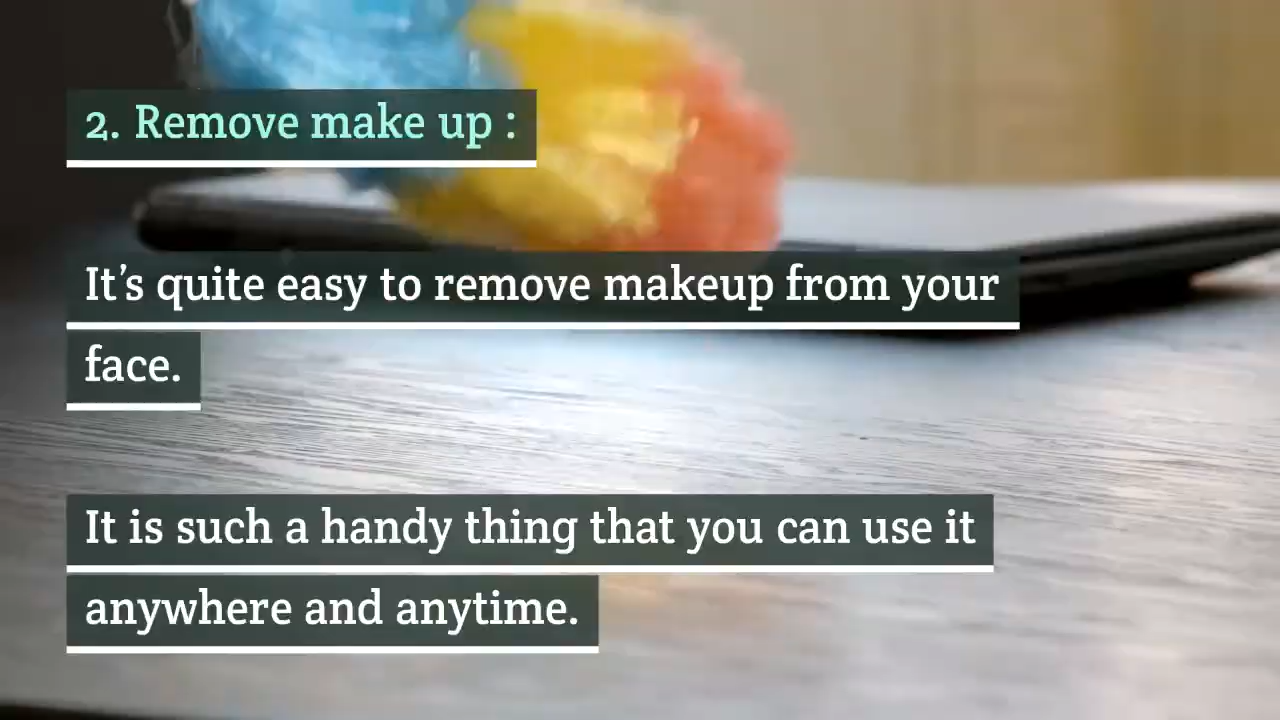 2. Remove make up :
It’s quite easy to remove makeup from your
face.
It is such a handy thing that you can use it
anywhere and anytime.